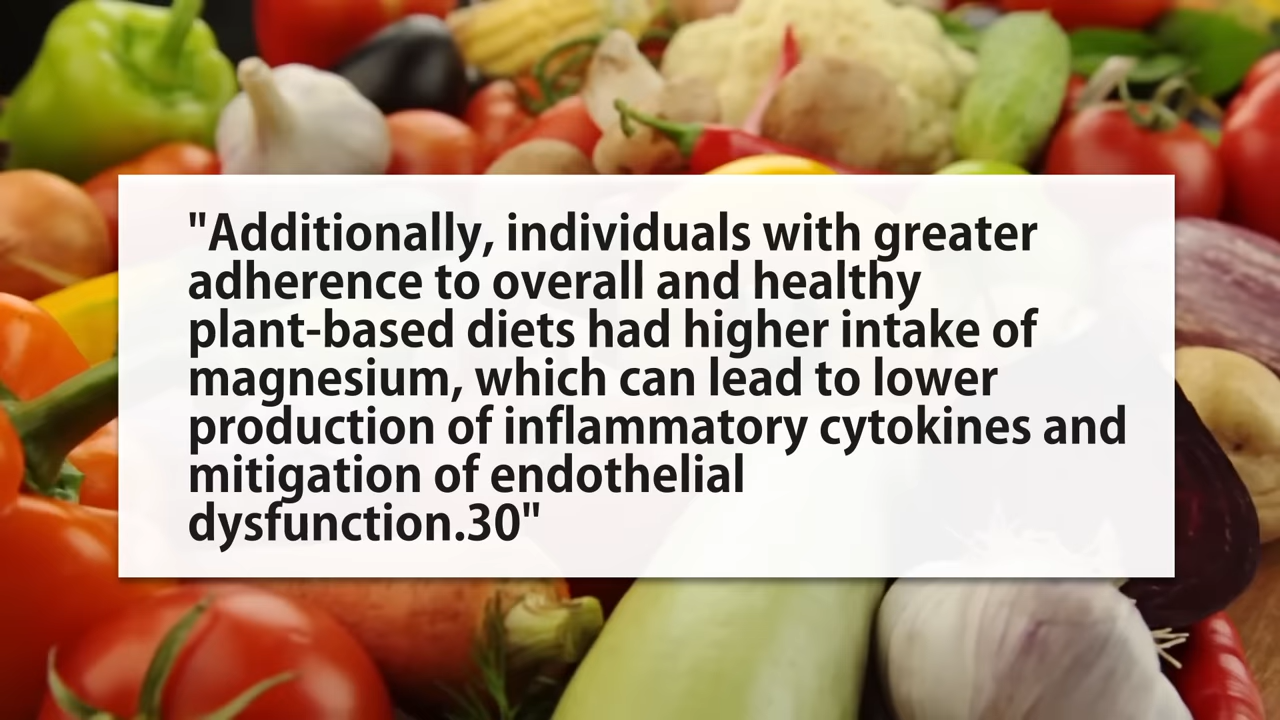 "Additionally, individuals with greater
adherence to overall and healthy
plant-based diets had higher intake of
magnesium, which can lead to lower
production of inflammatory cytokines and
mitigation of endothelial
dysfunction.30"